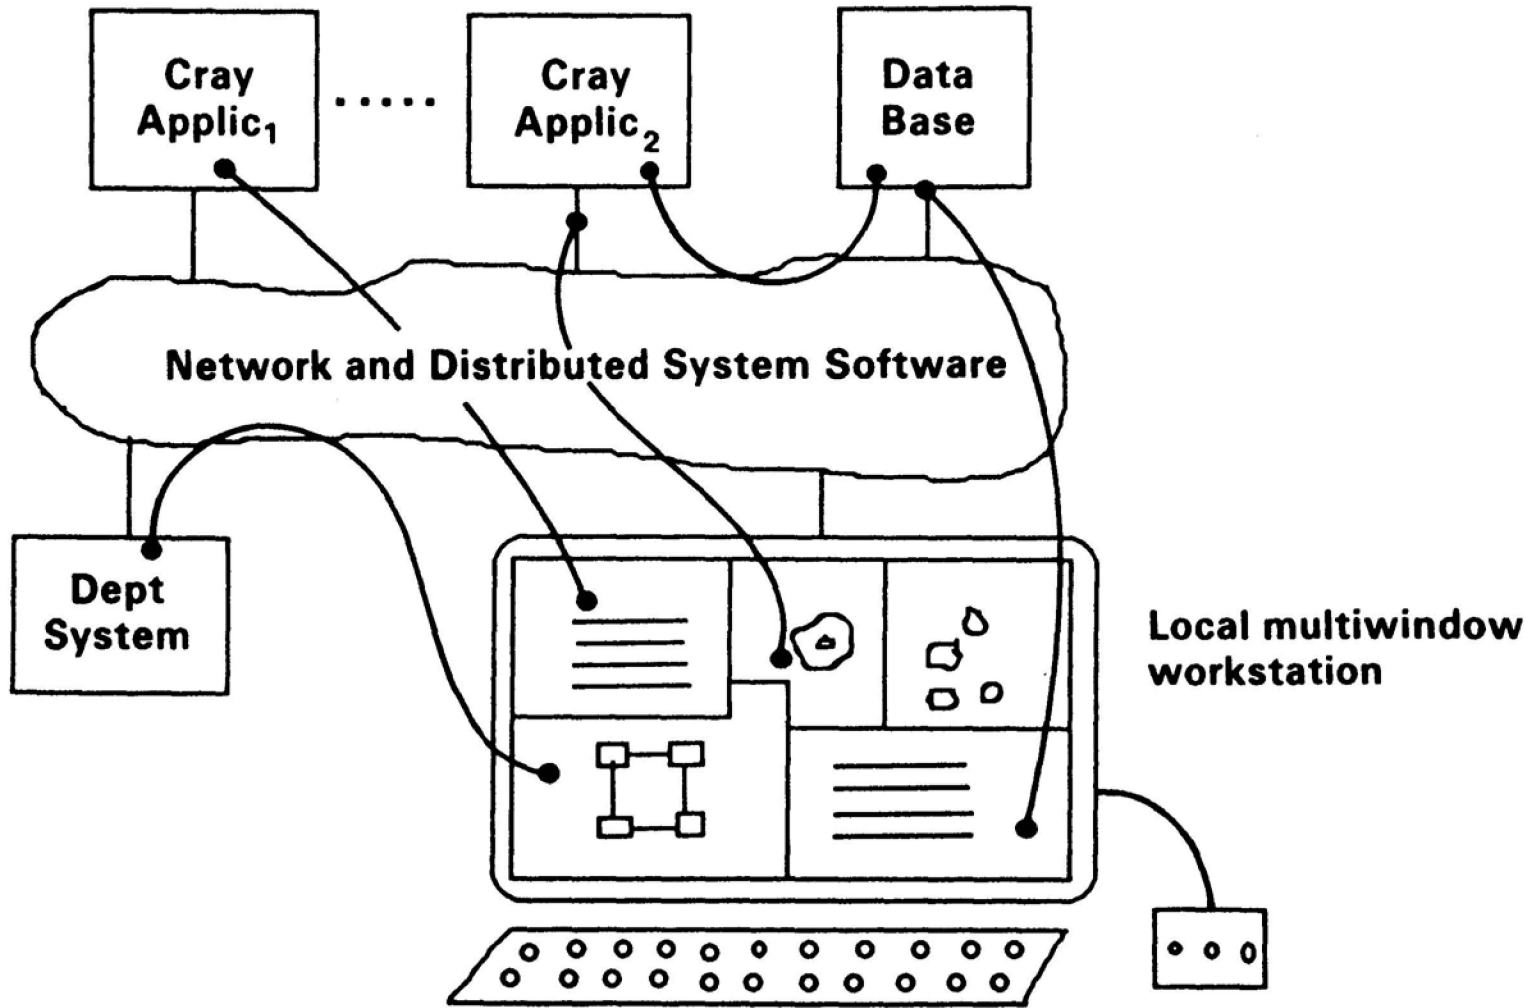 Cray
Applic₁
.....
Cray
Applic₂
Data
Base
Network and Distributed System Software
Dept
System
Local multiwindow
workstation